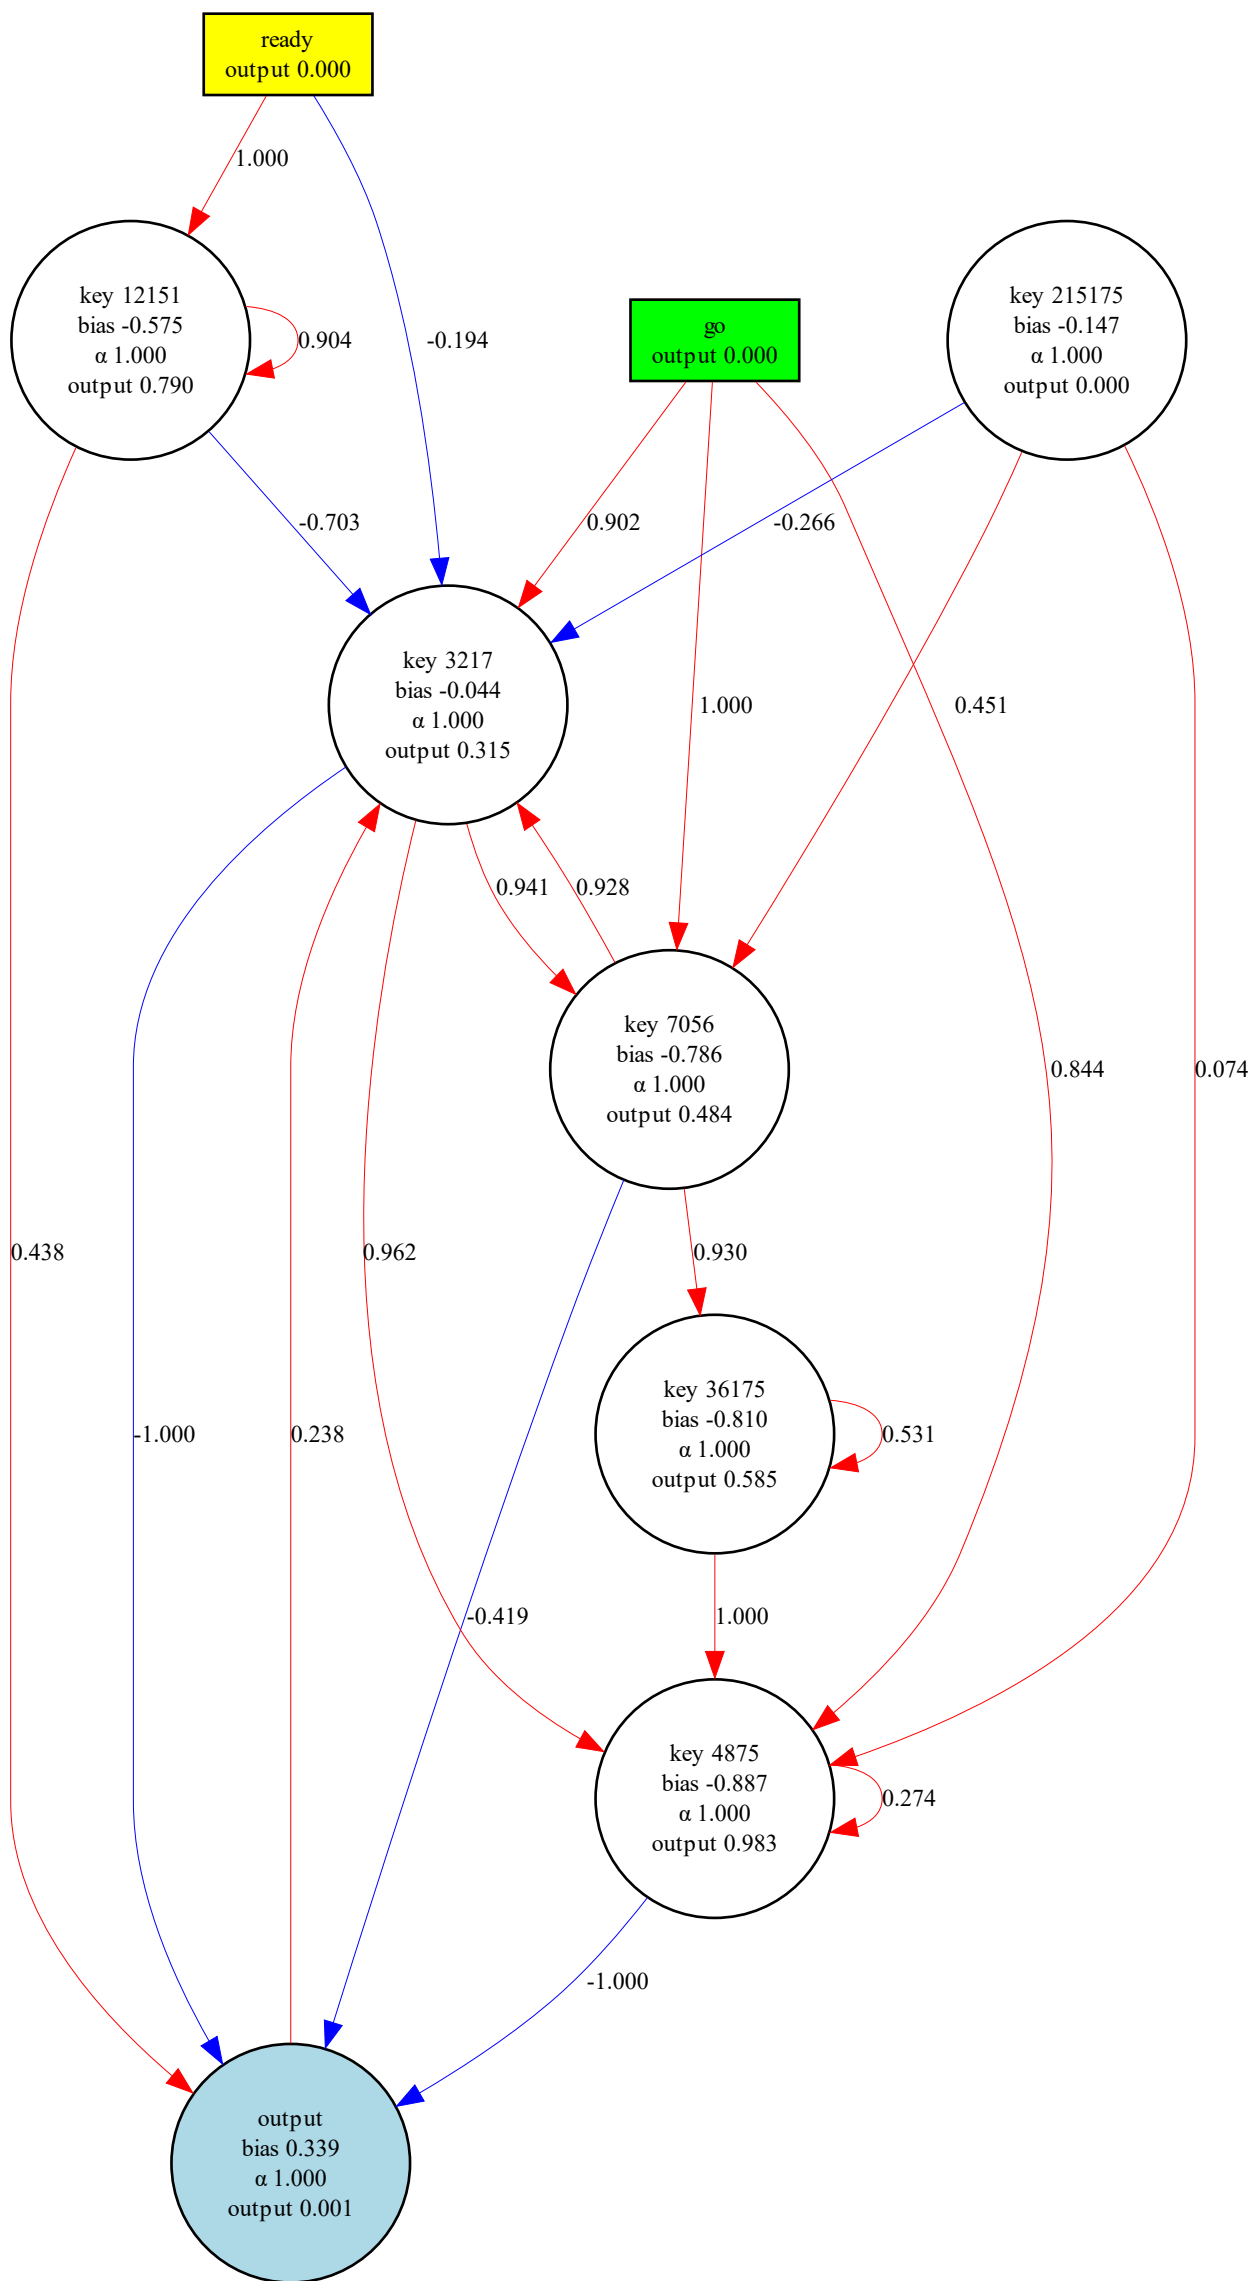 ready
output 0.000
1.000
key 12151
bias -0.575
α 1.000
output 0.790
0.904
-0.194
go
output 0.000
key 215175
bias -0.147
α 1.000
output 0.000
-0.703
0.902
-0.266
key 3217
bias -0.044
α 1.000
output 0.315
1.000
0.451
0.941
0.928
key 7056
bias -0.786
α 1.000
output 0.484
0.844
0.074
0.438
0.962
0.930
key 36175
bias -0.810
α 1.000
output 0.585
0.531
-1.000
0.238
-0.419
1.000
key 4875
bias -0.887
α 1.000
output 0.983
0.274
-1.000
output
bias 0.339
α 1.000
output 0.001